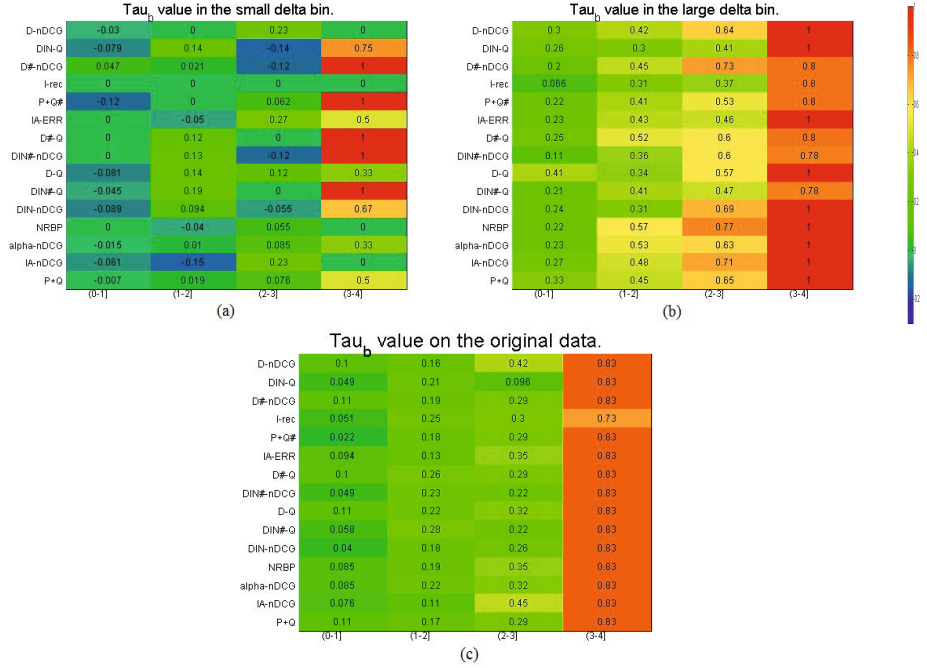 Tau_b value in the small delta bin.
D-nDCG -0.03 0 0.23 0
DIN-Q -0.079 0.14 -0.14 0.75
D#-nDCG 0.047 0.021 -0.12 1
I-rec 0 0 0 0
P+Q# -0.12 0 0.062 1
IA-ERR 0 -0.05 0.27 0.5
D#-Q 0 0.12 0 1
DIN#-nDCG 0 0.13 -0.12 1
D-Q -0.081 0.14 0.12 0.33
DIN#-Q -0.045 0.19 0 1
DIN-nDCG -0.089 0.094 -0.055 0.67
NRBP 0 -0.04 0.055 0
alpha-nDCG -0.015 0.01 0.085 0.33
IA-nDCG -0.061 -0.15 0.23 0
P+Q -0.007 0.019 0.076 0.5
(0-1] (1-2] (2-3] (3-4]
(a)
Tau_b value in the large delta bin.
D-nDCG 0.3 0.42 0.64 1
DIN-Q 0.26 0.3 0.41 1
D#-nDCG 0.2 0.45 0.73 0.8
I-rec 0.066 0.31 0.37 0.8
P+Q# 0.22 0.41 0.53 0.8
IA-ERR 0.23 0.43 0.46 1
D#-Q 0.25 0.52 0.6 0.8
DIN#-nDCG 0.11 0.36 0.6 0.78
D-Q 0.41 0.34 0.57 1
DIN#-Q 0.21 0.41 0.47 0.78
DIN-nDCG 0.24 0.31 0.69 1
NRBP 0.22 0.57 0.77 1
alpha-nDCG 0.23 0.53 0.63 1
IA-nDCG 0.27 0.48 0.71 1
P+Q 0.33 0.45 0.65 1
(0-1] (1-2] (2-3] (3-4]
(b)
Tau_b value on the original data.
D-nDCG 0.1 0.16 0.42 0.83
DIN-Q 0.049 0.21 0.096 0.83
D#-nDCG 0.11 0.19 0.29 0.83
I-rec 0.051 0.25 0.3 0.73
P+Q# 0.022 0.18 0.29 0.83
IA-ERR 0.094 0.13 0.35 0.83
D#-Q 0.1 0.26 0.29 0.83
DIN#-nDCG 0.049 0.23 0.22 0.83
D-Q 0.11 0.22 0.32 0.83
DIN#-Q 0.058 0.28 0.22 0.83
DIN-nDCG 0.04 0.18 0.26 0.83
NRBP 0.085 0.19 0.35 0.83
alpha-nDCG 0.085 0.22 0.32 0.83
IA-nDCG 0.076 0.11 0.45 0.83
P+Q 0.11 0.17 0.29 0.83
(0-1] (1-2] (2-3] (3-4]
(c)